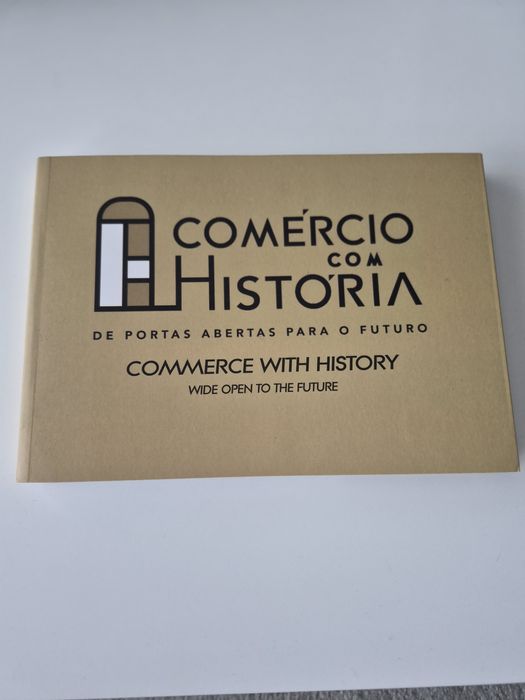 COMÉRCIO
COM
HISTÓRIA
DE PORTAS ABERTAS PARA O FUTURO
COMMERCE WITH HISTORY
WIDE OPEN TO THE FUTURE